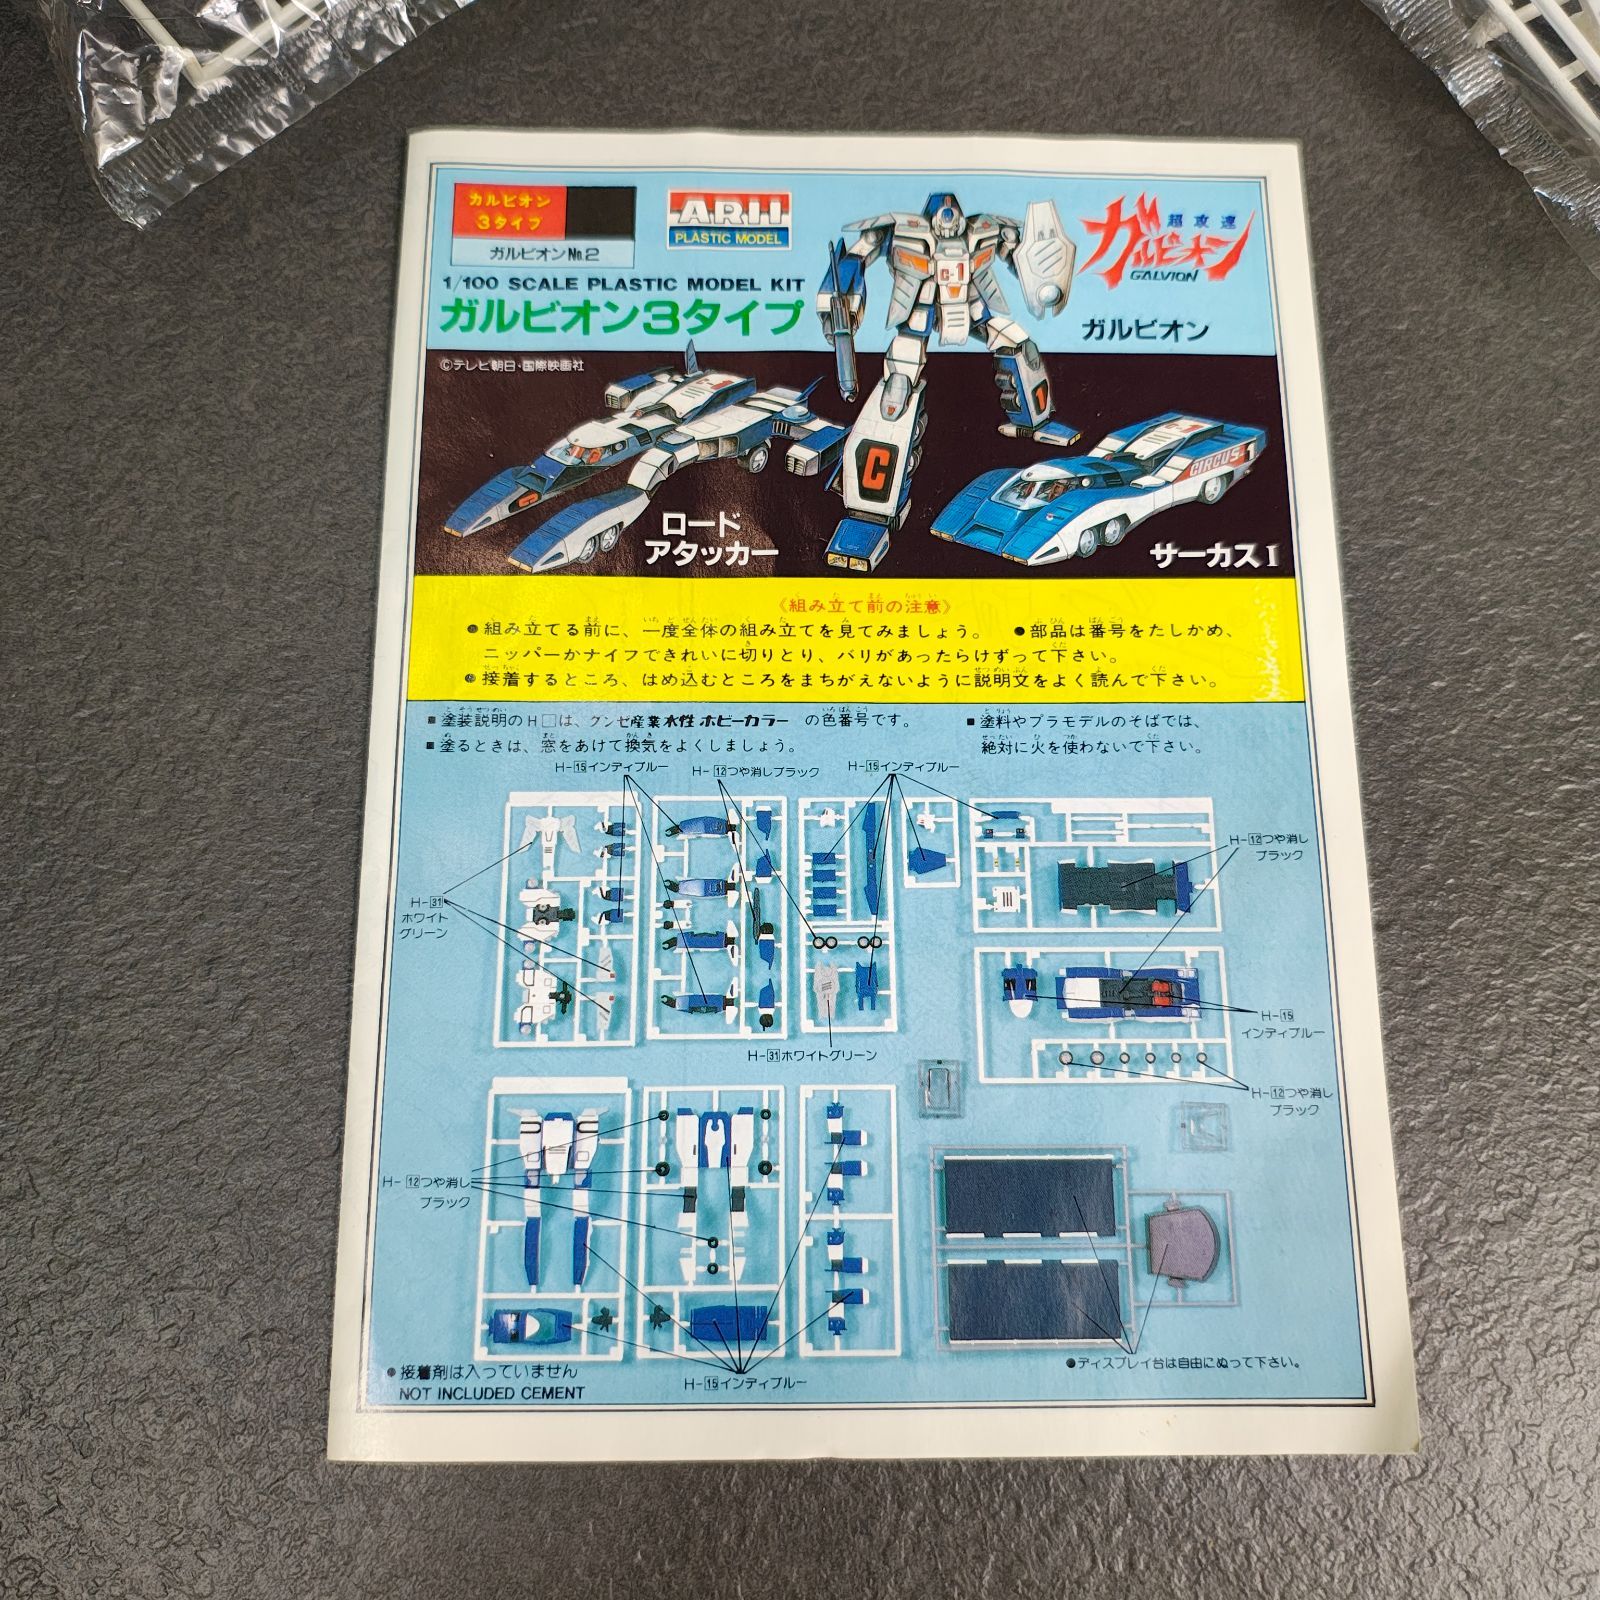 ガルビオン
3タイプ
ガルビオンNo.2
ARII
PLASTIC MODEL
1/100 SCALE PLASTIC MODEL KIT
ガルビオン3タイプ
超攻速
ガルビオン
GALVION
ガルビオン
©テレビ朝日・国際映画社
C-1
C
1
ロード
アタッカー
CIRCUS-1
サーカスI
《組み立て前の注意》
●組み立てる前に、一度全体の組み立てを見てみましょう。 ●部品は番号をたしかめ、
ニッパーかナイフできれいに切りとり、バリがあったらけずって下さい。
●接着するところ、はめ込むところをまちがえないように説明文をよく読んで下さい。
■塗装説明のH□は、グンゼ産業水性ホビーカラー の色番号です。
■塗るときは、窓をあけて換気をよくしましょう。
■塗料やプラモデルのそばでは、
絶対に火を使わないで下さい。
H-15インディブルー
H-12つや消しブラック
H-15インディブルー
H-12つや消し
ブラック
H-31
ホワイト
グリーン
H-15
インディブルー
H-31ホワイトグリーン
H-12つや消し
ブラック
H-12つや消し
ブラック
H-15インディブルー
●ディスプレイ台は自由にぬって下さい。
●接着剤は入っていません
NOT INCLUDED CEMENT